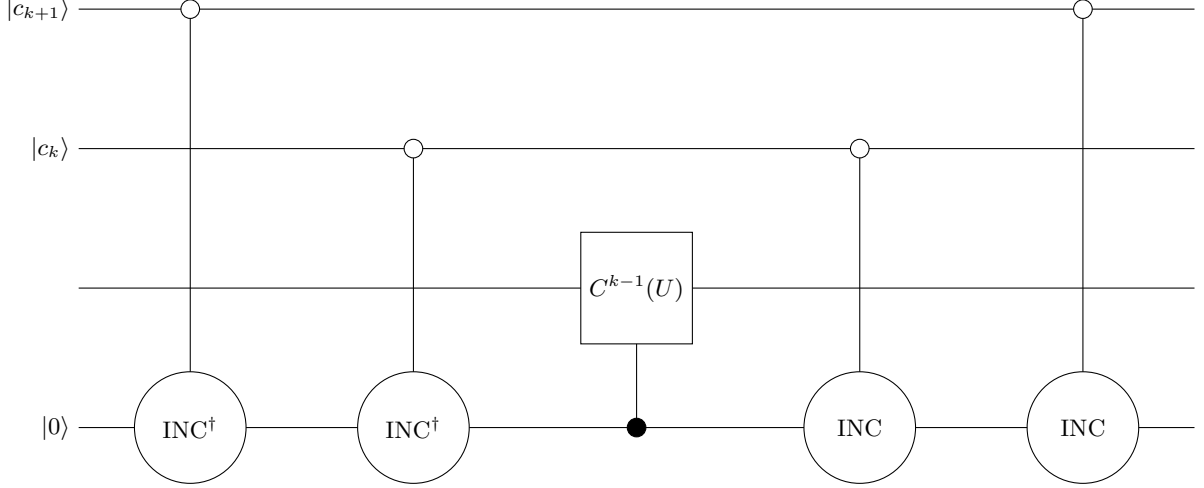 |c_{k+1}⟩
|c_k⟩
C^{k−1}(U)
|0⟩ INC† INC† INC INC